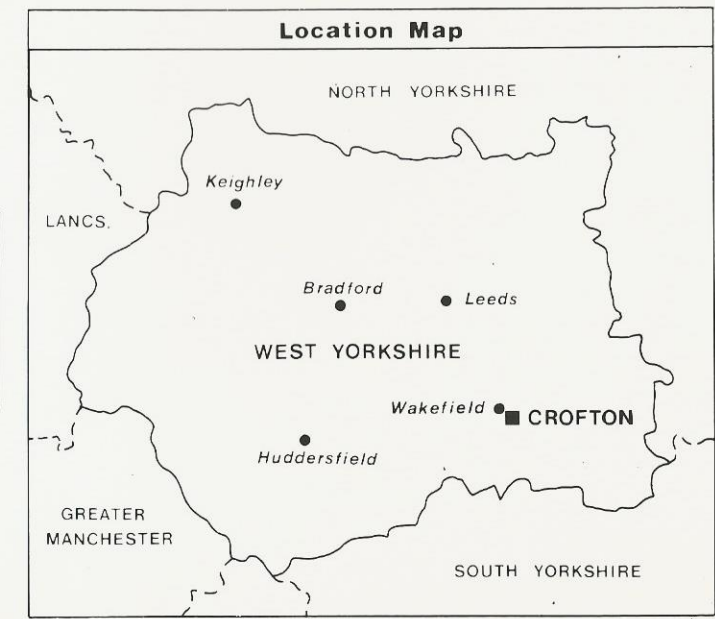 Location Map
NORTH YORKSHIRE
Keighley
LANCS.
Bradford
Leeds
WEST YORKSHIRE
Wakefield
CROFTON
Huddersfield
GREATER
MANCHESTER
SOUTH YORKSHIRE